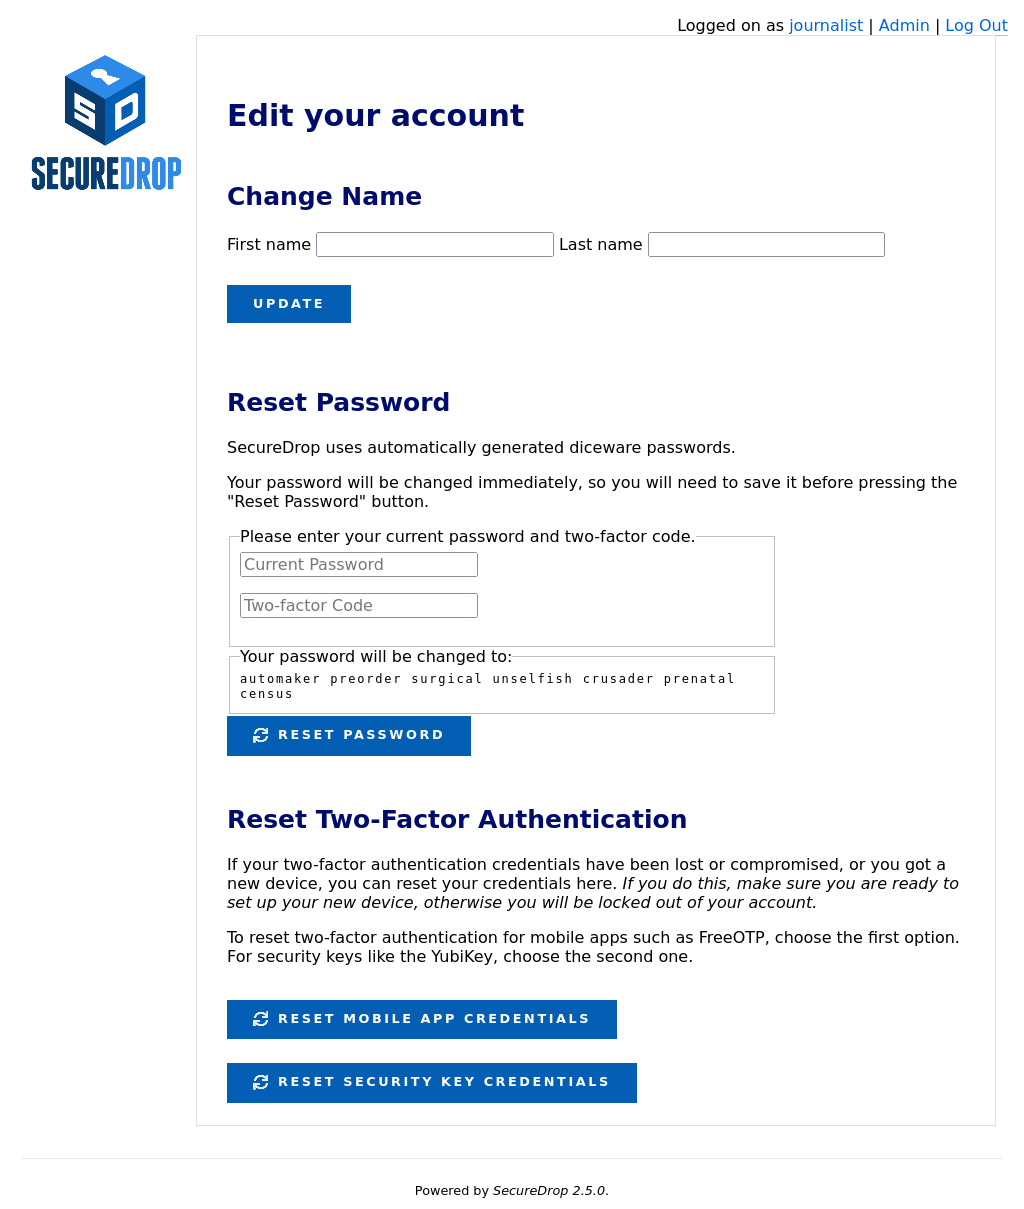 Logged on as journalist | Admin | Log Out
SD
SECUREDROP
Edit your account
Change Name
First name Last name
UPDATE
Reset Password
SecureDrop uses automatically generated diceware passwords.
Your password will be changed immediately, so you will need to save it before pressing the
"Reset Password" button.
Please enter your current password and two-factor code.
Current Password
Two-factor Code
Your password will be changed to:
automaker preorder surgical unselfish crusader prenatal
census
RESET PASSWORD
Reset Two-Factor Authentication
If your two-factor authentication credentials have been lost or compromised, or you got a
new device, you can reset your credentials here. If you do this, make sure you are ready to
set up your new device, otherwise you will be locked out of your account.
To reset two-factor authentication for mobile apps such as FreeOTP, choose the first option.
For security keys like the YubiKey, choose the second one.
RESET MOBILE APP CREDENTIALS
RESET SECURITY KEY CREDENTIALS
Powered by SecureDrop 2.5.0.